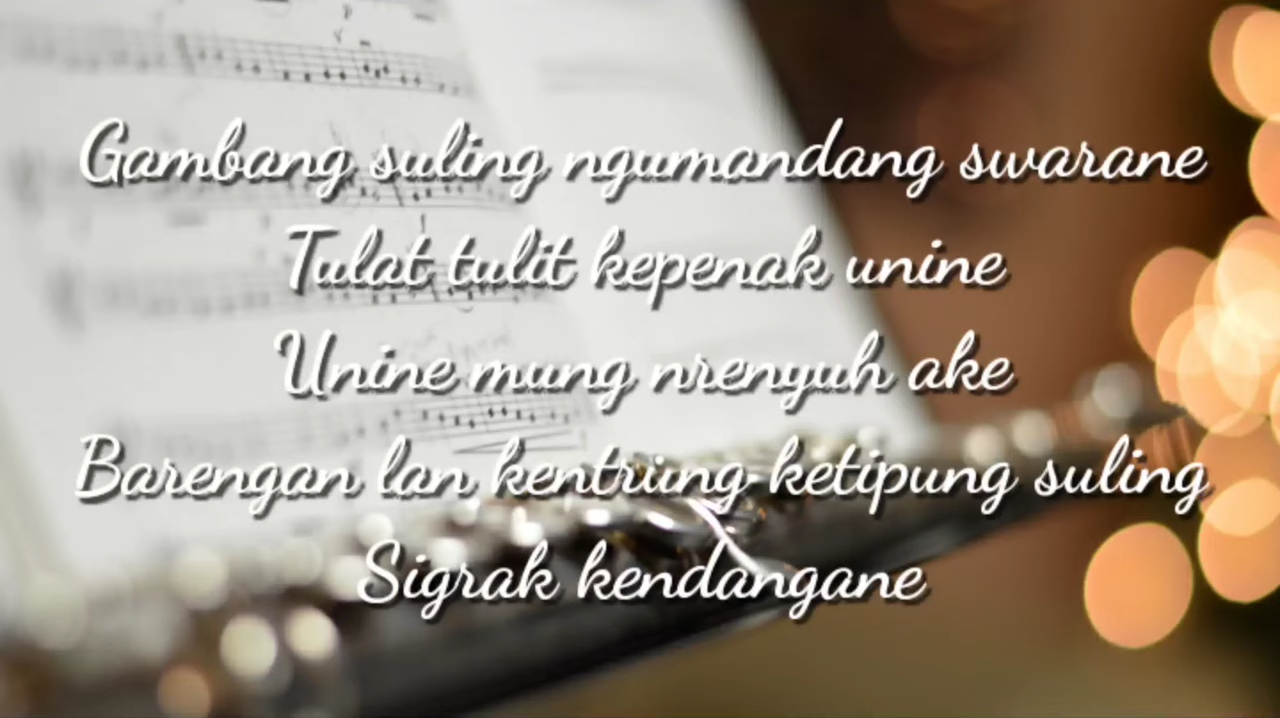 Gambang suling ngumandang swarane
Tulat tulit kepenak unine
Unine mung nrenyuh ake
Barengan lan kentrung ketipung suling
Sigrak kendangane